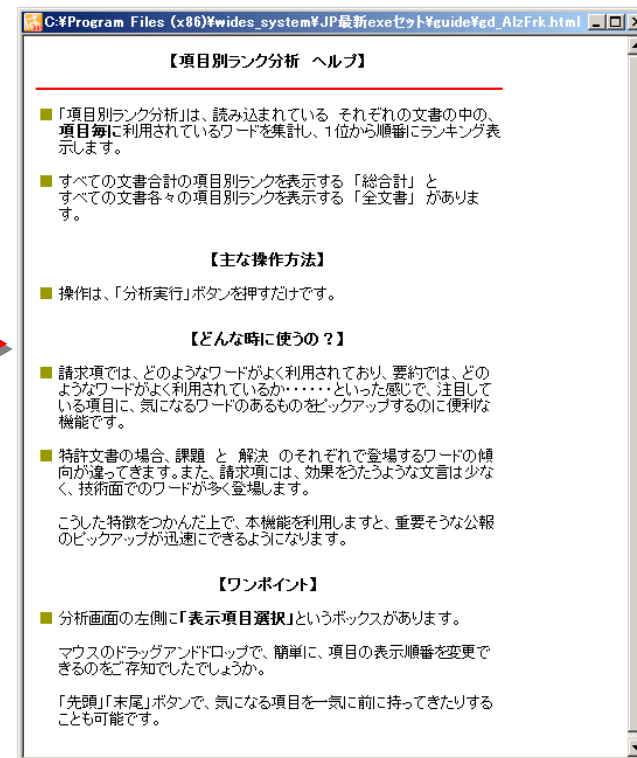 C:¥Program Files (x86)¥wides_system¥JP最新exeセット¥guide¥gd_AlzFrk.html
【項目別ランク分析 ヘルプ】
■「項目別ランク分析」は、読み込まれている それぞれの文書の中の、
項目毎に利用されているワードを集計し、1位から順番にランキング表
示します。
■ すべての文書合計の項目別ランクを表示する 「総合計」 と
すべての文書各々の項目別ランクを表示する 「全文書」 がありま
す。
【主な操作方法】
■ 操作は、「分析実行」ボタンを押すだけです。
【どんな時に使うの？】
■ 請求項では、どのようなワードがよく利用されており、要約では、どの
ようなワードがよく利用されているか・・・・・・といった感じで、注目して
いる項目に、気になるワードのあるものをピックアップするのに便利な
機能です。
■ 特許文書の場合、課題 と 解決 のそれぞれで登場するワードの傾
向が違ってきます。また、請求項には、効果をうたうような文言は少な
く、技術面でのワードが多く登場します。
こうした特徴をつかんだ上で、本機能を利用しますと、重要そうな公報
のピックアップが迅速にできるようになります。
【ワンポイント】
■ 分析画面の左側に「表示項目選択」というボックスがあります。
マウスのドラッグアンドドロップで、簡単に、項目の表示順番を変更で
きるのをご存知でしたでしょうか。
「先頭」「末尾」ボタンで、気になる項目を一気に前に持ってきたりする
ことも可能です。